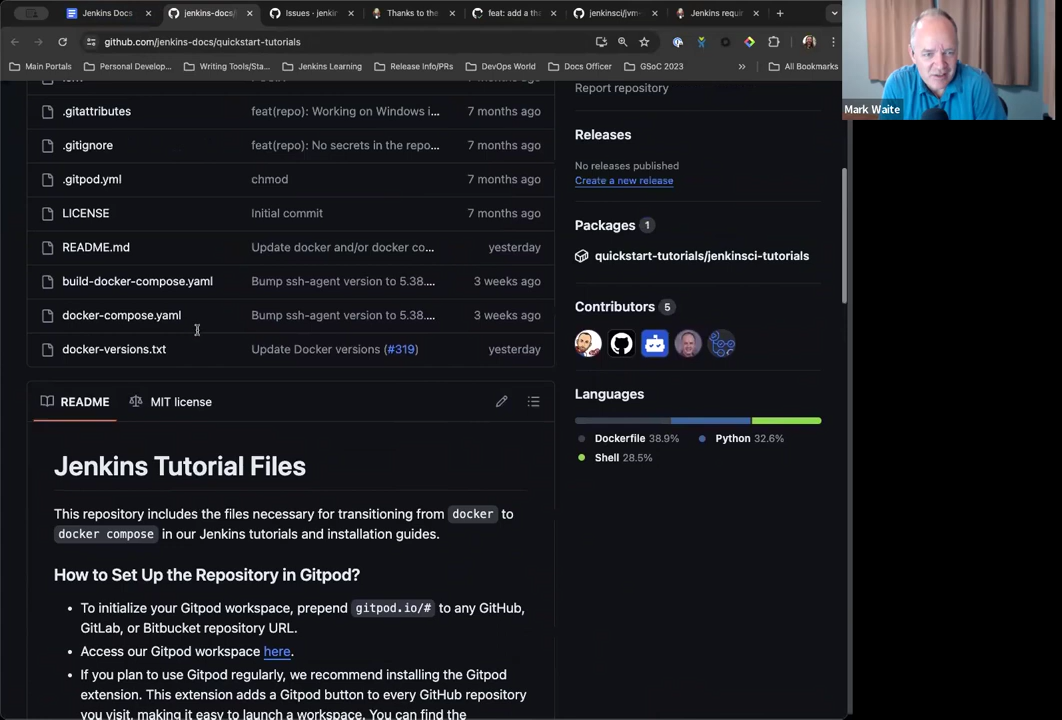 Jenkins Docs
jenkins-docs/
Issues · jenkin
Thanks to the
feat: add a tha
jenkinsci/jvm-
Jenkins requir
github.com/jenkins-docs/quickstart-tutorials
Main Portals
Personal Develop...
Writing Tools/Sta...
Jenkins Learning
Release Info/PRs
DevOps World
Docs Officer
GSoC 2023
»
All Bookmarks
Mark Waite
.gitattributes feat(repo): Working on Windows i... 7 months ago
.gitignore feat(repo): No secrets in the repo... 7 months ago
.gitpod.yml chmod 7 months ago
LICENSE Initial commit 7 months ago
README.md Update docker and/or docker co... yesterday
build-docker-compose.yaml Bump ssh-agent version to 5.38.... 3 weeks ago
docker-compose.yaml Bump ssh-agent version to 5.38.... 3 weeks ago
docker-versions.txt Update Docker versions (#319) yesterday
README
MIT license
Jenkins Tutorial Files
This repository includes the files necessary for transitioning from docker to
docker compose in our Jenkins tutorials and installation guides.
How to Set Up the Repository in Gitpod?
• To initialize your Gitpod workspace, prepend gitpod.io/# to any GitHub,
GitLab, or Bitbucket repository URL.
• Access our Gitpod workspace here.
• If you plan to use Gitpod regularly, we recommend installing the Gitpod
extension. This extension adds a Gitpod button to every GitHub repository
you visit, making it easy to launch a workspace. You can find the
Report repository
Releases
No releases published
Create a new release
Packages 1
quickstart-tutorials/jenkinsci-tutorials
Contributors 5
Languages
Dockerfile 38.9%
Python 32.6%
Shell 28.5%